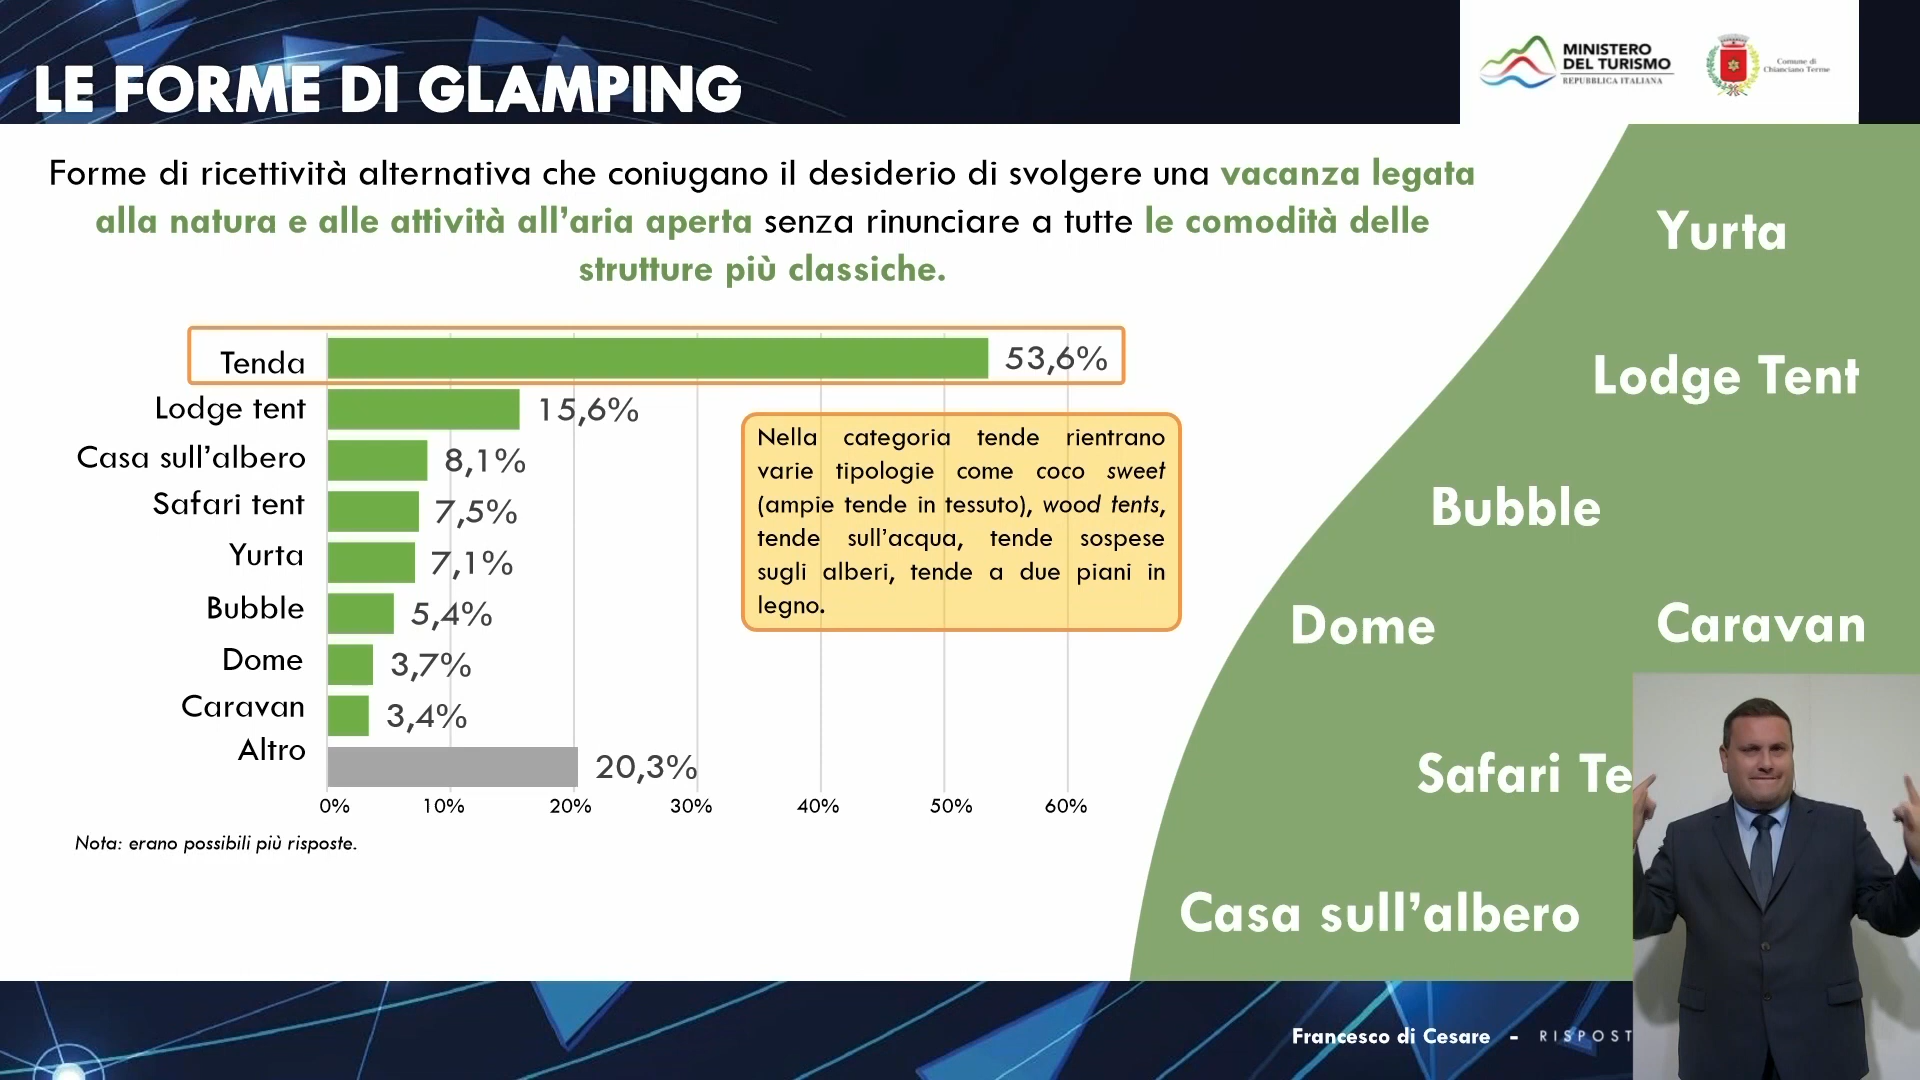 LE FORME DI GLAMPING
MINISTERO
DEL TURISMO
REPUBBLICA ITALIANA
Comune di
Chianciano Terme
Forme di ricettività alternativa che coniugano il desiderio di svolgere una vacanza legata
alla natura e alle attività all’aria aperta senza rinunciare a tutte le comodità delle
strutture più classiche.
Tenda 53,6%
Lodge tent 15,6%
Casa sull’albero 8,1%
Safari tent 7,5%
Yurta 7,1%
Bubble 5,4%
Dome 3,7%
Caravan 3,4%
Altro 20,3%
0% 10% 20% 30% 40% 50% 60%
Nota: erano possibili più risposte.
Nella categoria tende rientrano
varie tipologie come coco sweet
(ampie tende in tessuto), wood tents,
tende sull’acqua, tende sospese
sugli alberi, tende a due piani in
legno.
Yurta
Lodge Tent
Bubble
Dome
Caravan
Safari Te
Casa sull’albero
Francesco di Cesare - RISPOST